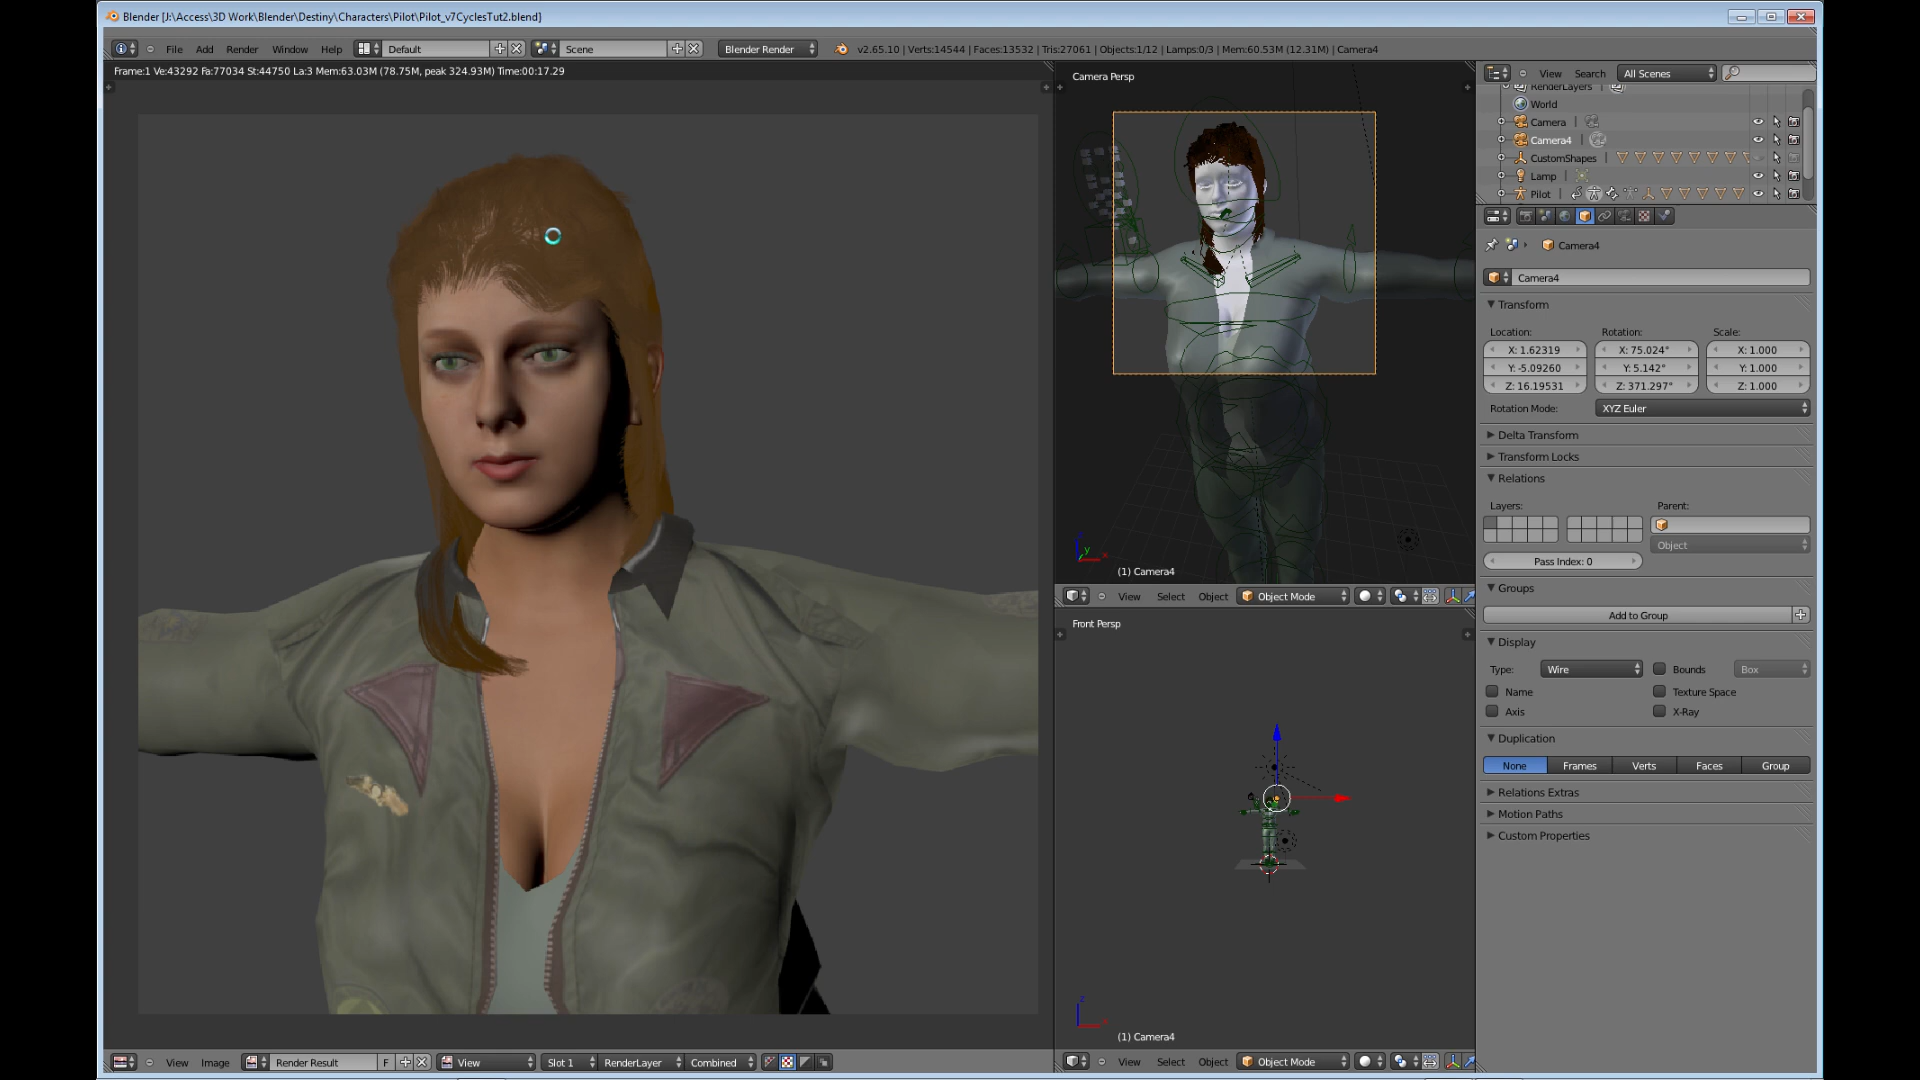 Blender [J:\Access\3D Work\Blender\Destiny\Characters\Pilot\Pilot_v7CyclesTut2.blend]
File Add Render Window Help Default Scene Blender Render v2.65.10 | Verts:14544 | Faces:13532 | Tris:27061 | Objects:1/12 | Lamps:0/3 | Mem:60.53M (12.31M) | Camera4
Frame:1 Ve:43292 Fa:77034 St:44750 La:3 Mem:63.03M (78.75M, peak 324.93M) Time:00:17.29
Camera Persp
(1) Camera4
View Select Object Object Mode
Front Persp
(1) Camera4
View Select Object Object Mode
View Image Render Result F View Slot 1 RenderLayer Combined
View Search All Scenes
RenderLayers
World
Camera
Camera4
CustomShapes
Lamp
Pilot
Camera4
Camera4
Transform
Location: Rotation: Scale:
X: 1.62319 X: 75.024° X: 1.000
Y: -5.09260 Y: 5.142° Y: 1.000
Z: 16.19531 Z: 371.297° Z: 1.000
Rotation Mode: XYZ Euler
Delta Transform
Transform Locks
Relations
Layers: Parent:
Object
Pass Index: 0
Groups
Add to Group
Display
Type: Wire Bounds Box
Name Texture Space
Axis X-Ray
Duplication
None Frames Verts Faces Group
Relations Extras
Motion Paths
Custom Properties